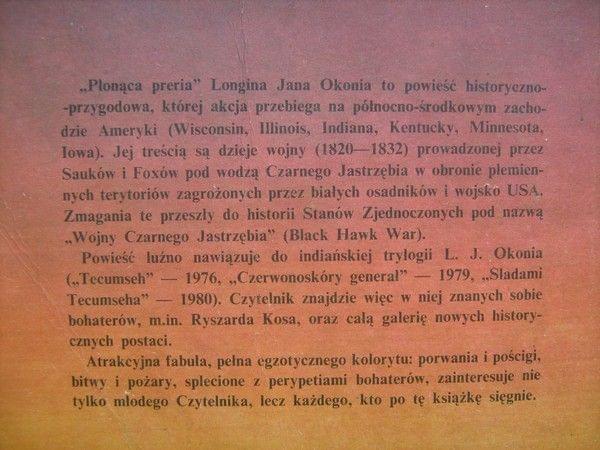 „Płonąca preria” Longina Jana Okonia to powieść historyczno-
-przygodowa, której akcja przebiega na północno-środkowym zacho-
dzie Ameryki (Wisconsin, Illinois, Indiana, Kentucky, Minnesota,
Iowa). Jej treścią są dzieje wojny (1820—1832) prowadzonej przez
Sauków i Foxów pod wodzą Czarnego Jastrzębia w obronie plemien-
nych terytoriów zagrożonych przez białych osadników i wojsko USA.
Zmagania te przeszły do historii Stanów Zjednoczonych pod nazwą
„Wojny Czarnego Jastrzębia” (Black Hawk War).
Powieść luźno nawiązuje do indiańskiej trylogii L. J. Okonia
(„Tecumseh” — 1976, „Czerwonoskóry generał” — 1979, „Śladami
Tecumseha” — 1980). Czytelnik znajdzie więc w niej znanych sobie
bohaterów, m.in. Ryszarda Kosa, oraz całą galerię nowych history-
cznych postaci.
Atrakcyjna fabuła, pełna egzotycznego kolorytu: porwania i pościgi,
bitwy i pożary, splecione z perypetiami bohaterów, zainteresuje nie
tylko młodego Czytelnika, lecz każdego, kto po tę książkę sięgnie.